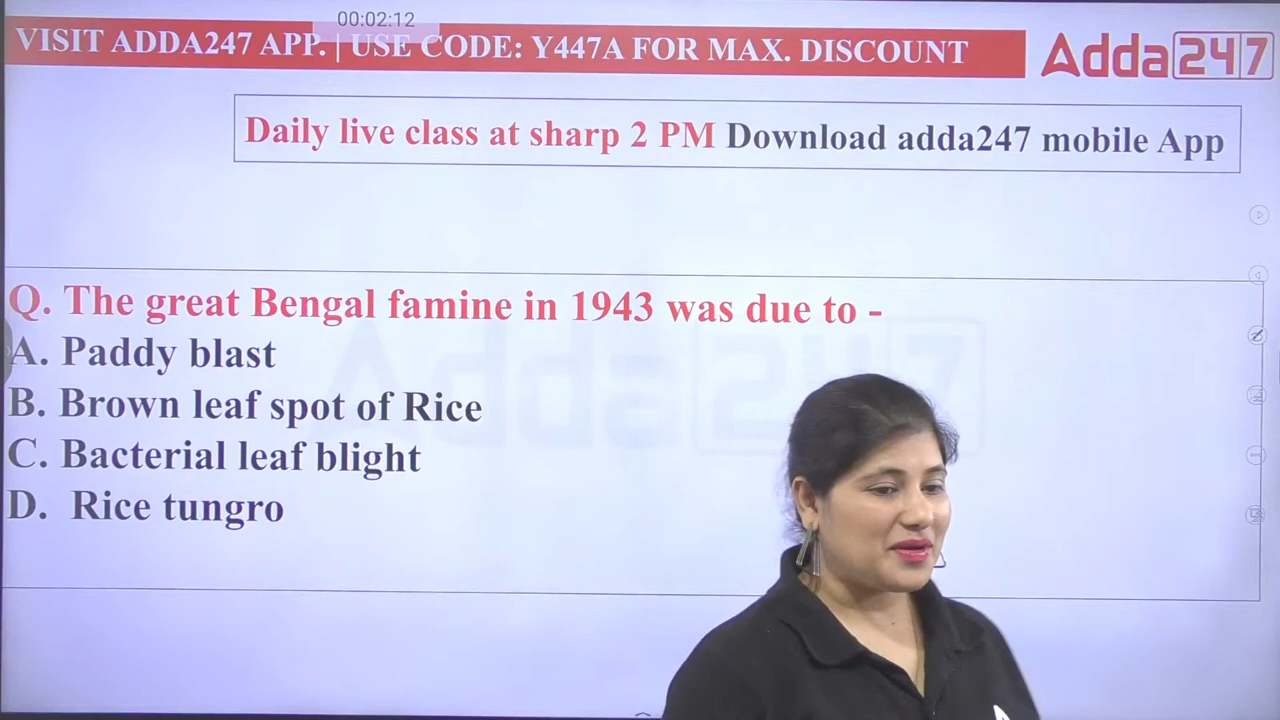 00:02:12
VISIT ADDA247 APP. | USE CODE: Y447A FOR MAX. DISCOUNT
Adda247
Daily live class at sharp 2 PM Download adda247 mobile App
Q. The great Bengal famine in 1943 was due to -
A. Paddy blast
B. Brown leaf spot of Rice
C. Bacterial leaf blight
D. Rice tungro
Adda247